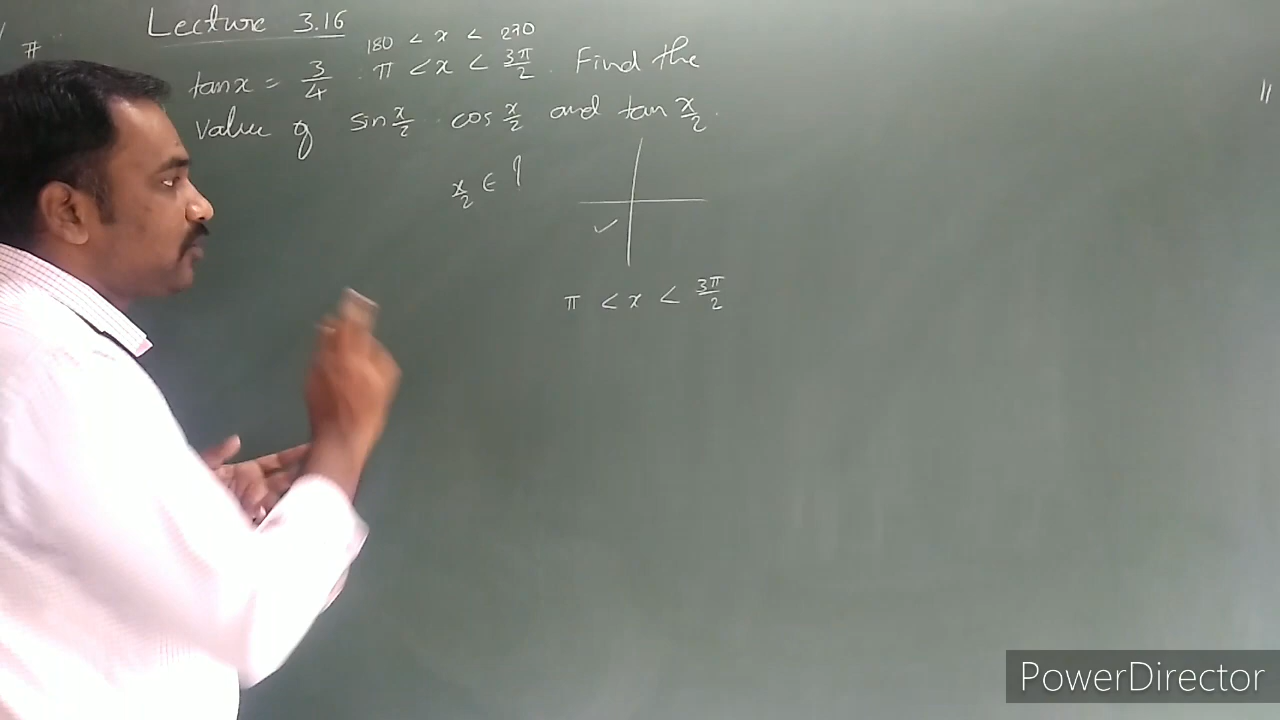 Lecture 3.16
π
180 < x < 270
tanx = 3/4 . π < x < 3π/2 . Find the
value of sin x/2 . cos x/2 and tan x/2 .
x/2 ∈ ?
π < x < 3π/2
PowerDirector